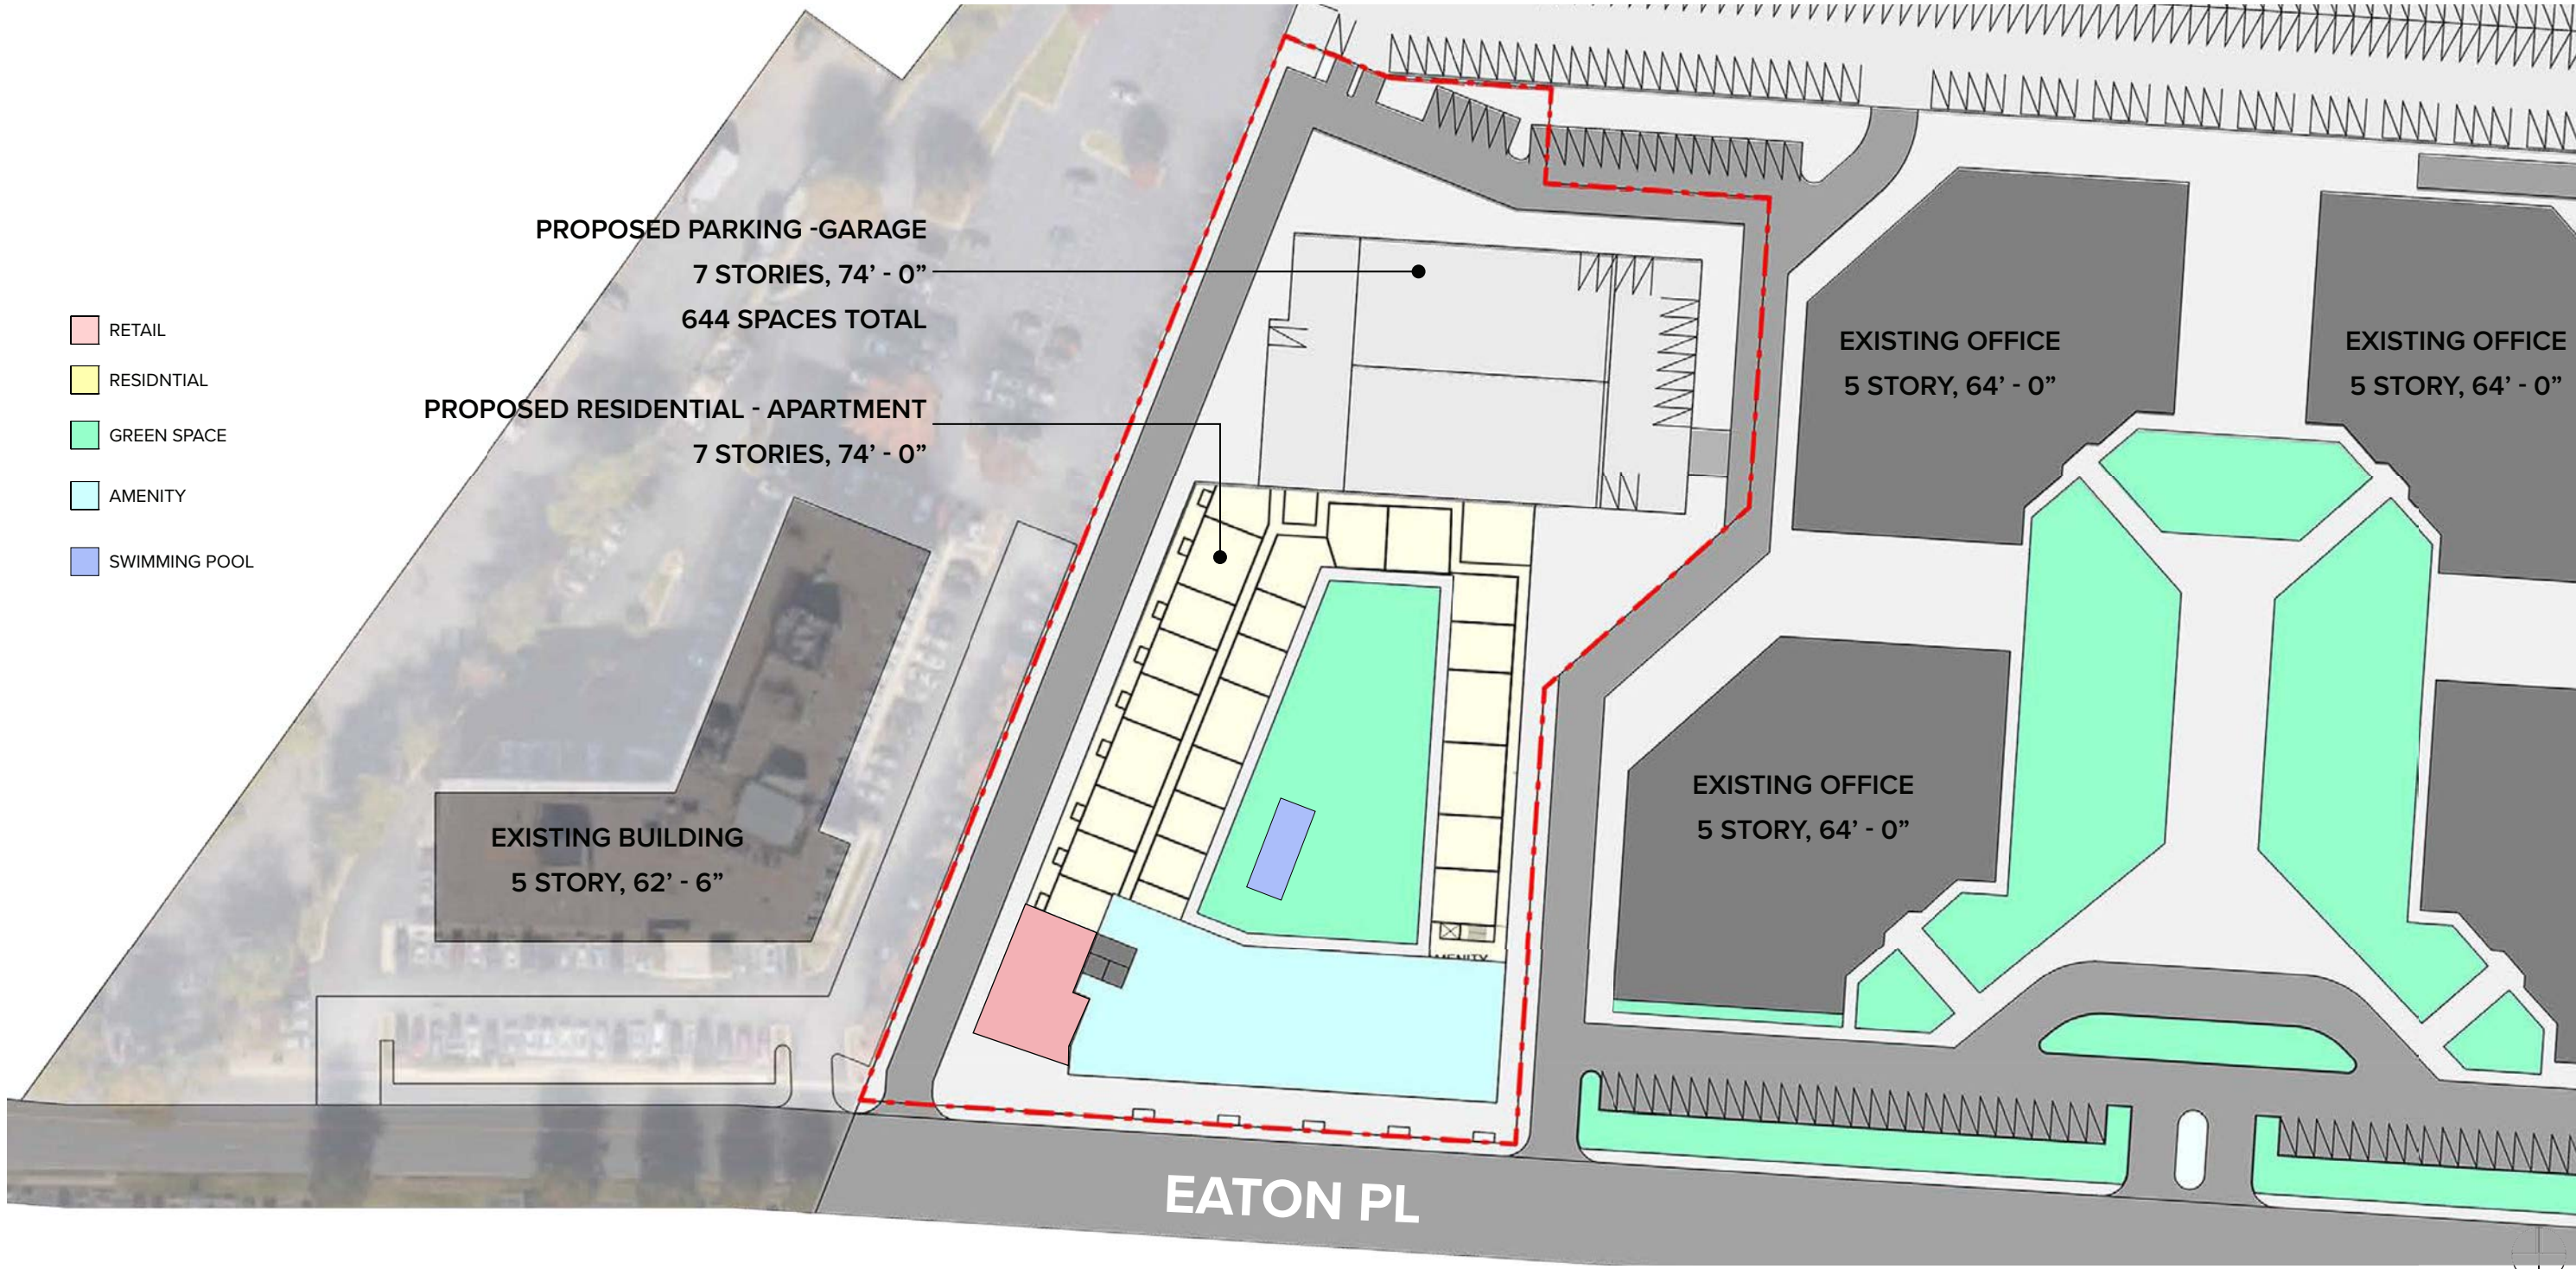 PROPOSED PARKING -GARAGE
7 STORIES, 74’ - 0”
644 SPACES TOTAL
PROPOSED RESIDENTIAL - APARTMENT
7 STORIES, 74’ - 0”
RETAIL
RESIDNTIAL
GREEN SPACE
AMENITY
SWIMMING POOL
EXISTING OFFICE
5 STORY, 64’ - 0”
EXISTING OFFICE
5 STORY, 64’ - 0”
EXISTING OFFICE
5 STORY, 64’ - 0”
EXISTING BUILDING
5 STORY, 62’ - 6”
EATON PL